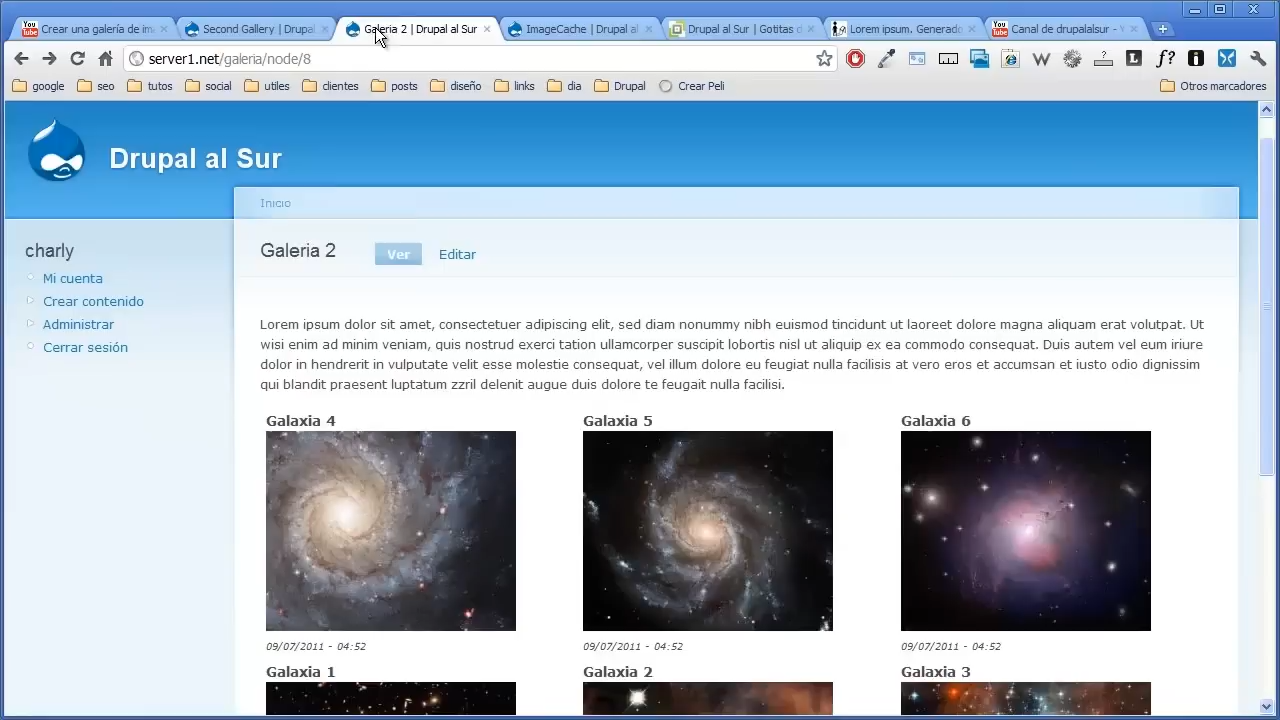 Crear una galería de im
Second Gallery | Drupal
Galeria 2 | Drupal al Sur
ImageCache | Drupal al
Drupal al Sur | Gotitas d
Lorem ipsum, Generado
Canal de drupalalsur - Y
server1.net/galeria/node/8
google seo tutos social utiles clientes posts diseño links dia Drupal Crear Peli Otros marcadores
Drupal al Sur
Inicio
charly
Mi cuenta
Crear contenido
Administrar
Cerrar sesión
Galeria 2 Ver Editar
Lorem ipsum dolor sit amet, consectetuer adipiscing elit, sed diam nonummy nibh euismod tincidunt ut laoreet dolore magna aliquam erat volutpat. Ut
wisi enim ad minim veniam, quis nostrud exerci tation ullamcorper suscipit lobortis nisl ut aliquip ex ea commodo consequat. Duis autem vel eum iriure
dolor in hendrerit in vulputate velit esse molestie consequat, vel illum dolore eu feugiat nulla facilisis at vero eros et accumsan et iusto odio dignissim
qui blandit praesent luptatum zzril delenit augue duis dolore te feugait nulla facilisi.
Galaxia 4 Galaxia 5 Galaxia 6
09/07/2011 - 04:52 09/07/2011 - 04:52 09/07/2011 - 04:52
Galaxia 1 Galaxia 2 Galaxia 3